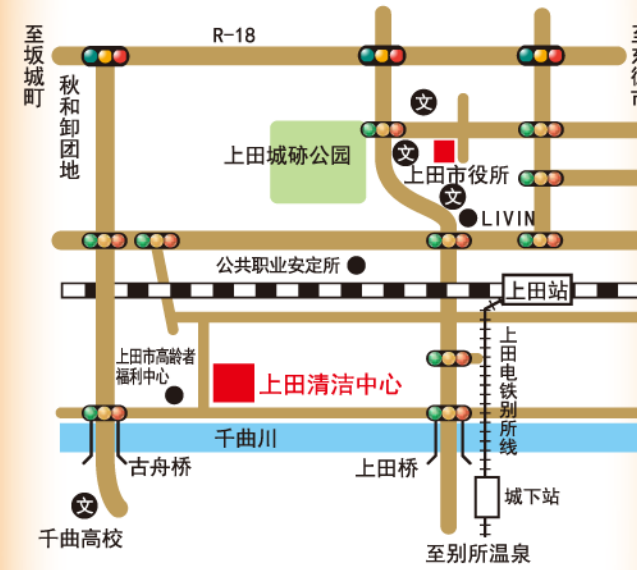 至坂城町
R-18
秋和卸团地
文
上田城砵公园
文
上田市役所
文
LIVIN
公共职业安定所
上田站
上田市高龄者
福利中心
上田清洁中心
上田电铁别所线
千曲川
古舟桥
上田桥
文
城下站
千曲高校
至别所温泉